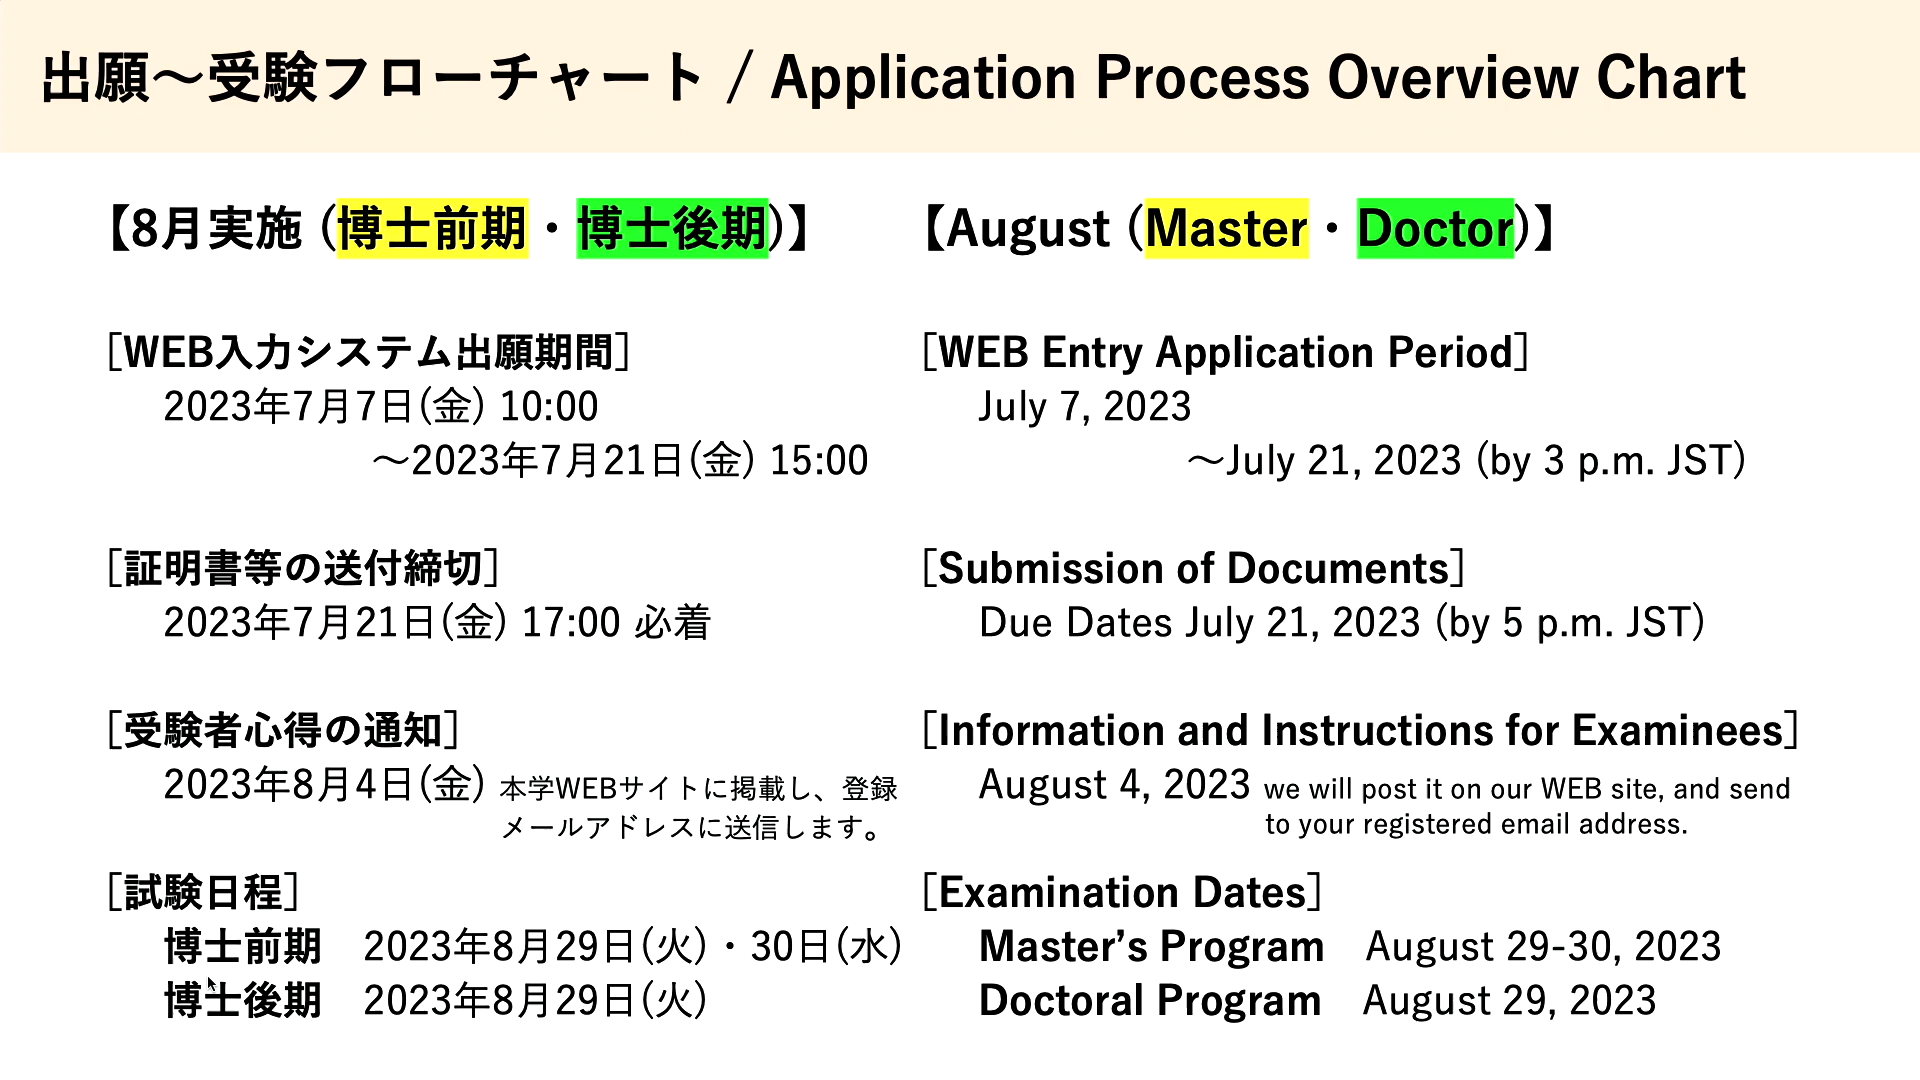 出願～受験フローチャート / Application Process Overview Chart
【8月実施 (博士前期・博士後期)】
［WEB入力システム出願期間］
2023年7月7日(金) 10:00
～2023年7月21日(金) 15:00
［証明書等の送付締切］
2023年7月21日(金) 17:00 必着
［受験者心得の通知］
2023年8月4日(金) 本学WEBサイトに掲載し、登録
メールアドレスに送信します。
［試験日程］
博士前期　2023年8月29日(火)・30日(水)
博士後期　2023年8月29日(火)
【August (Master・Doctor)】
［WEB Entry Application Period］
July 7, 2023
～July 21, 2023 (by 3 p.m. JST)
［Submission of Documents］
Due Dates July 21, 2023 (by 5 p.m. JST)
［Information and Instructions for Examinees］
August 4, 2023 we will post it on our WEB site, and send
to your registered email address.
［Examination Dates］
Master’s Program　August 29-30, 2023
Doctoral Program　August 29, 2023